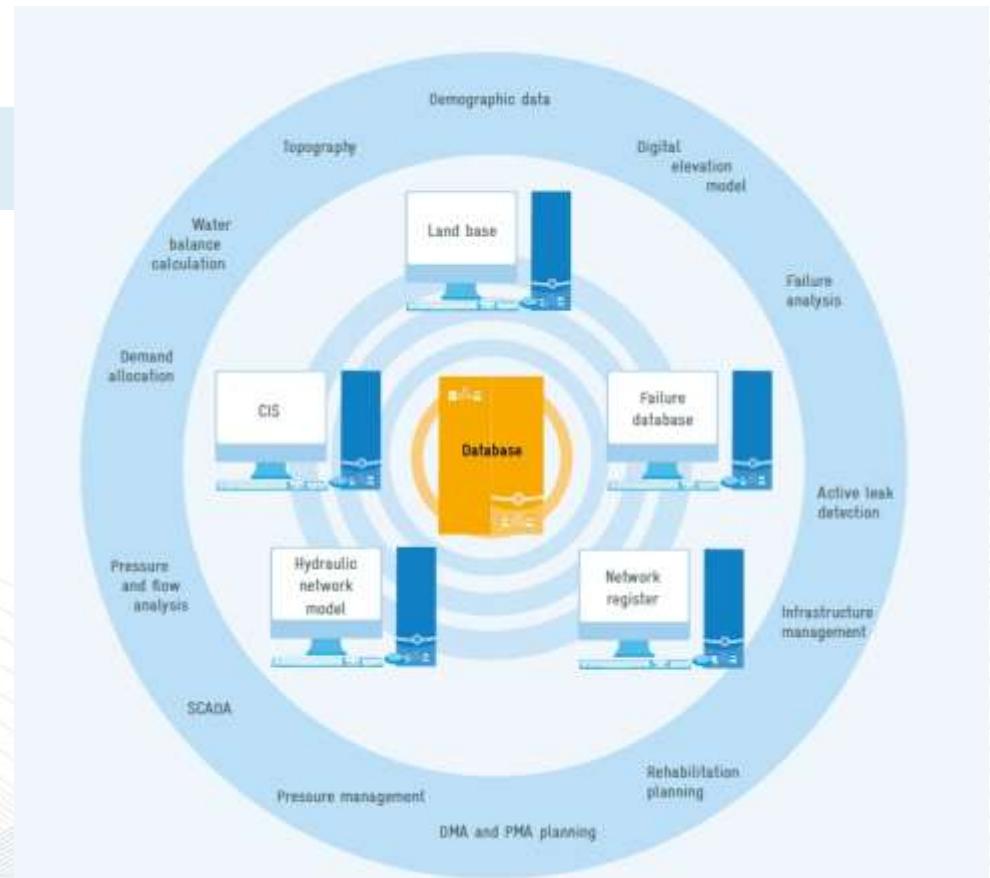 Demographic data
Topography
Digital
elevation
model
Land base
Water
balance
calculation
Failure
analysis
Demand
allocation
CIS
Failure
database
Database
Active leak
detection
Pressure
and flow
analysis
Hydraulic
network
model
Network
register
Infrastructure
management
SCADA
Rehabilitation
planning
Pressure management
DMA and PMA planning